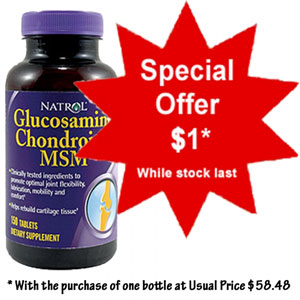 NATROL
Glucosamin
Chondroi
MSM
•Clinically tested ingredients to
promote optimal joint flexibility,
lubrication, mobility and
comfort*
•Helps rebuild cartilage tissue*
150 TABLETS
DIETARY SUPPLEMENT
Special
Offer
$1*
While stock last
* With the purchase of one bottle at Usual Price $58.48